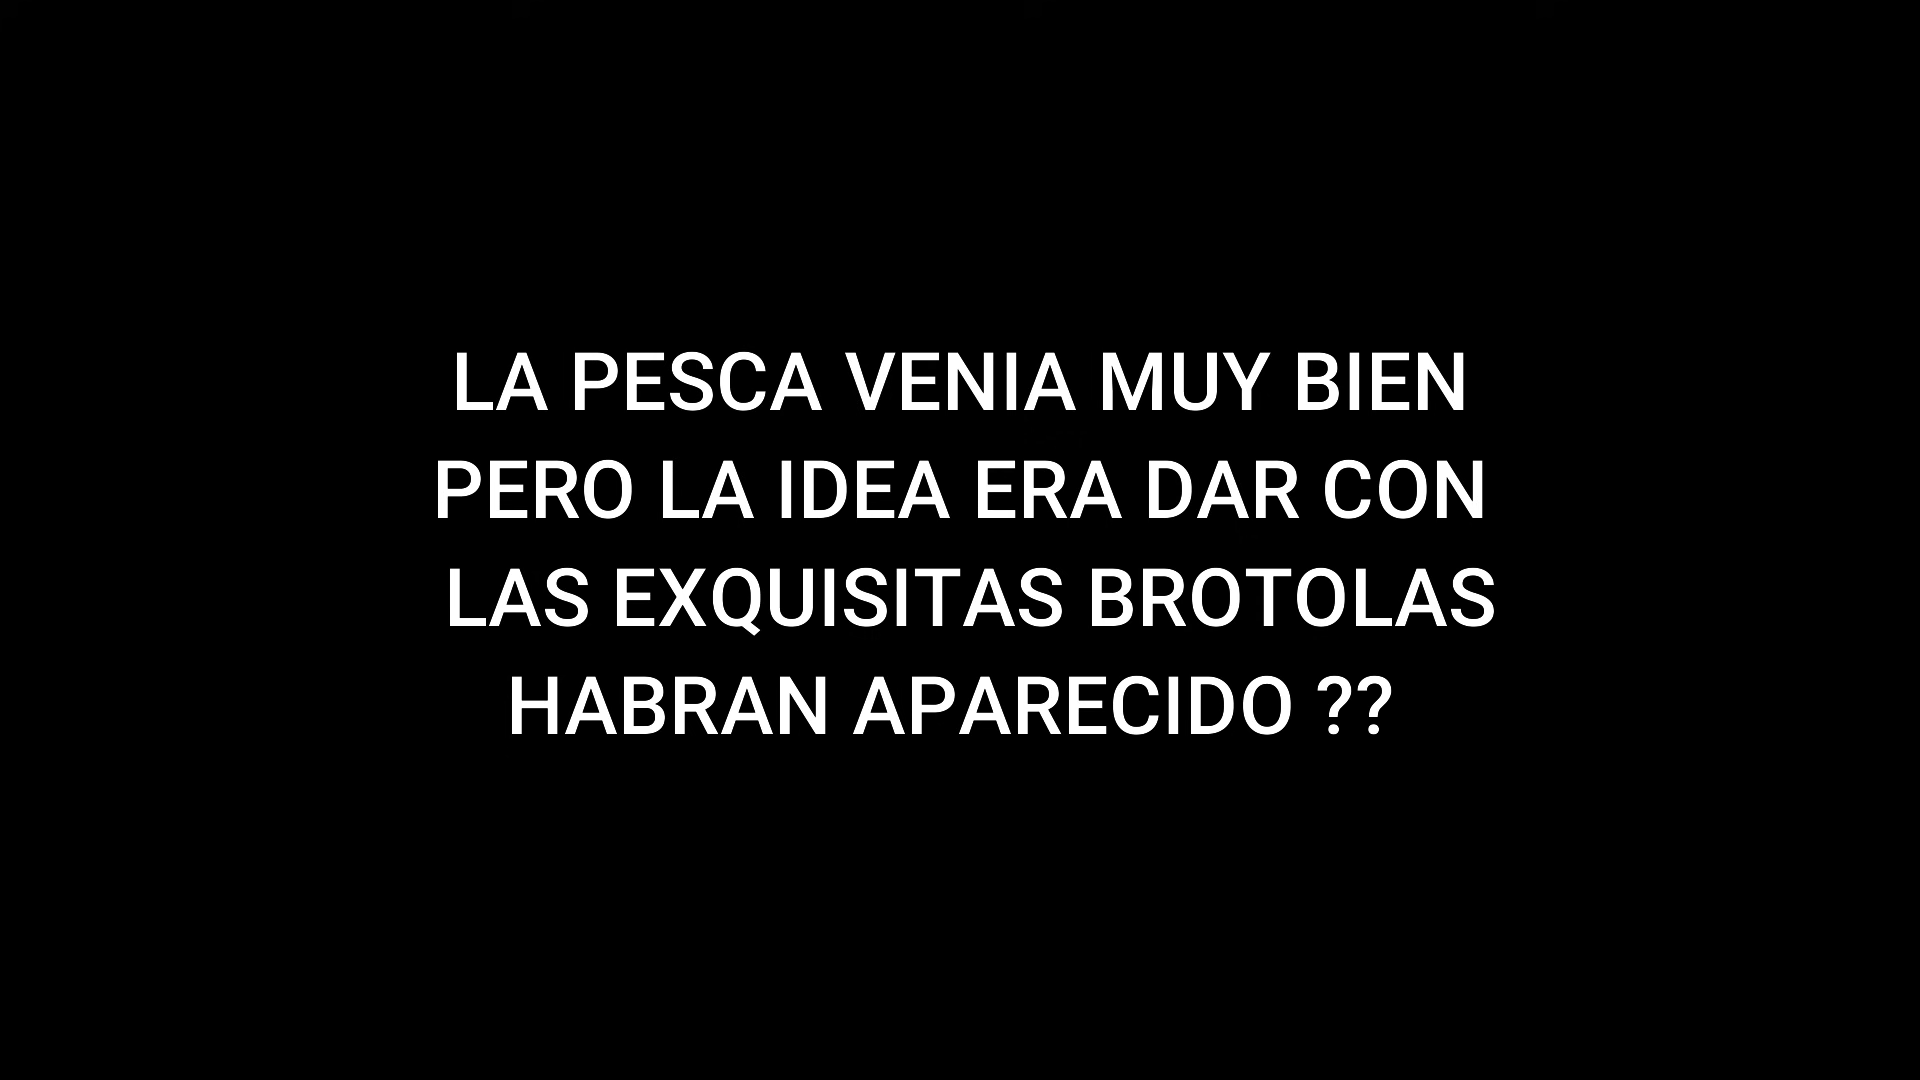 LA PESCA VENIA MUY BIEN
PERO LA IDEA ERA DAR CON
LAS EXQUISITAS BROTOLAS
HABRAN APARECIDO ??